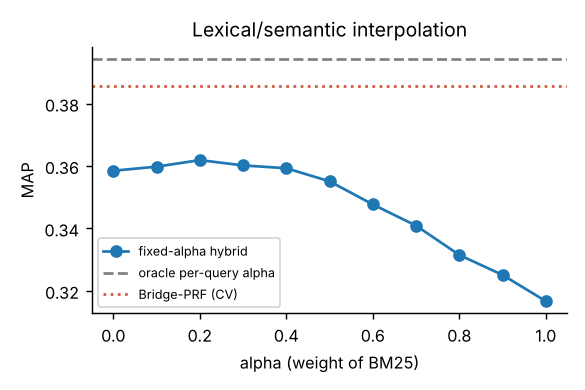 Lexical/semantic interpolation
MAP
0.38
0.36
0.34
0.32
fixed-alpha hybrid
oracle per-query alpha
Bridge-PRF (CV)
0.0 0.2 0.4 0.6 0.8 1.0
alpha (weight of BM25)